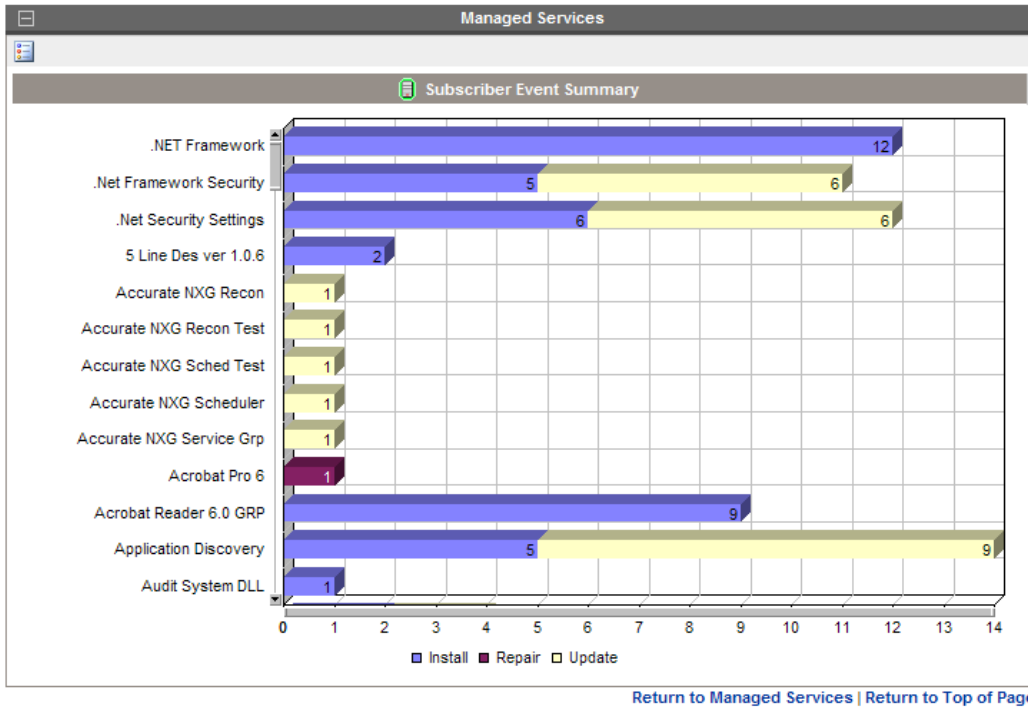 Managed Services
Subscriber Event Summary
.NET Framework 12
.Net Framework Security 5 6
.Net Security Settings 6 6
5 Line Des ver 1.0.6 2
Accurate NXG Recon 1
Accurate NXG Recon Test 1
Accurate NXG Sched Test 1
Accurate NXG Scheduler 1
Accurate NXG Service Grp 1
Acrobat Pro 6 1
Acrobat Reader 6.0 GRP 9
Application Discovery 5 9
Audit System DLL 1
0 1 2 3 4 5 6 7 8 9 10 11 12 13 14
Install Repair Update
Return to Managed Services | Return to Top of Page